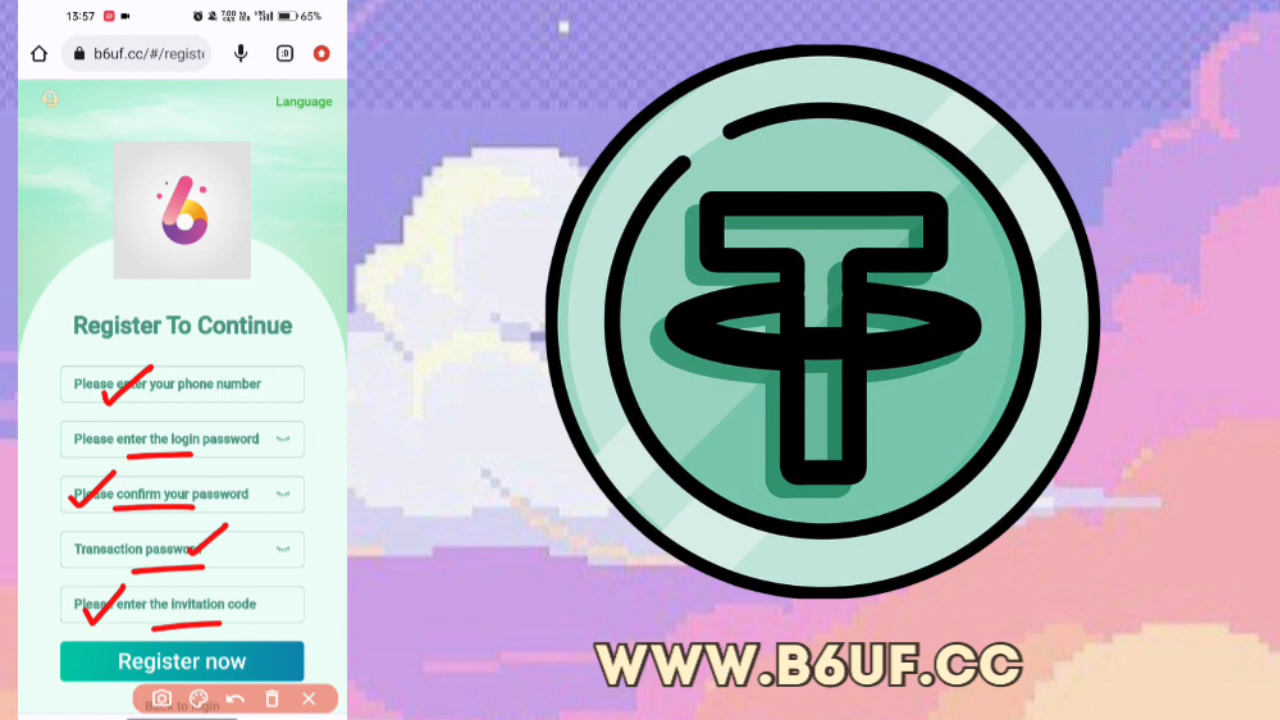 13:57
7.00
65%
b6uf.cc/#/registe
Language
Register To Continue
Please enter your phone number
Please enter the login password
Please confirm your password
Transaction password
Please enter the invitation code
Register now
Back to login
WWW.B6UF.CC